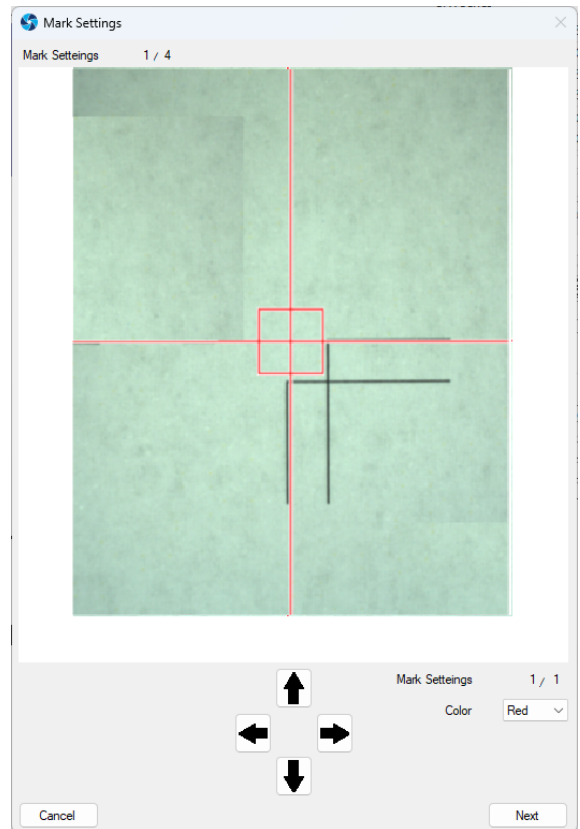 Mark Settings
Mark Setteings 1 / 4
Mark Setteings 1 / 1
Color Red
Cancel Next